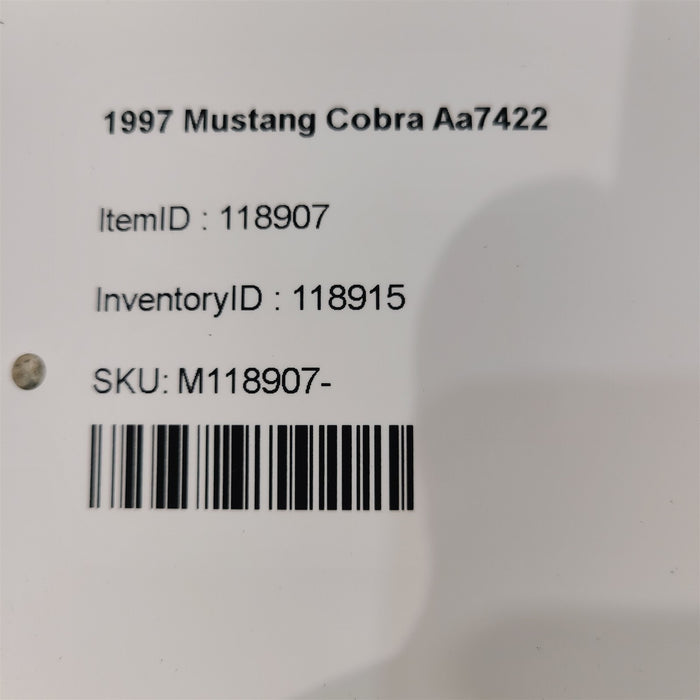 1997 Mustang Cobra Aa7422
ItemID : 118907
InventoryID : 118915
SKU: M118907-